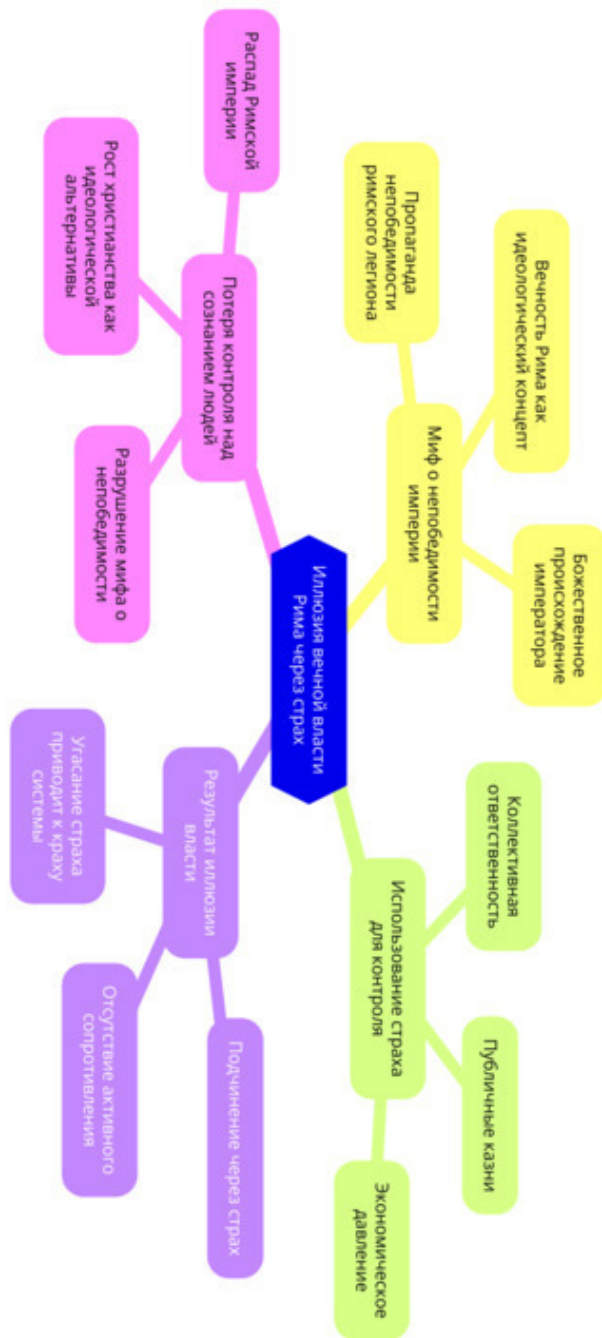 Иллюзия вечной власти
Рима через страх
Миф о непобедимости
империи
Пропаганда
непобедимости
римского легиона
Вечность Рима как
идеологический концепт
Божественное
происхождение
императора
Использование страха
для контроля
Коллективная
ответственность
Публичные казни
Экономическое
давление
Потеря контроля над
сознанием людей
Распад Римской
империи
Рост христианства как
идеологической
альтернативы
Разрушение мифа о
непобедимости
Результат иллюзии
власти
Угасание страха
приводит к краху
системы
Отсутствие активного
сопротивления
Подчинение через страх